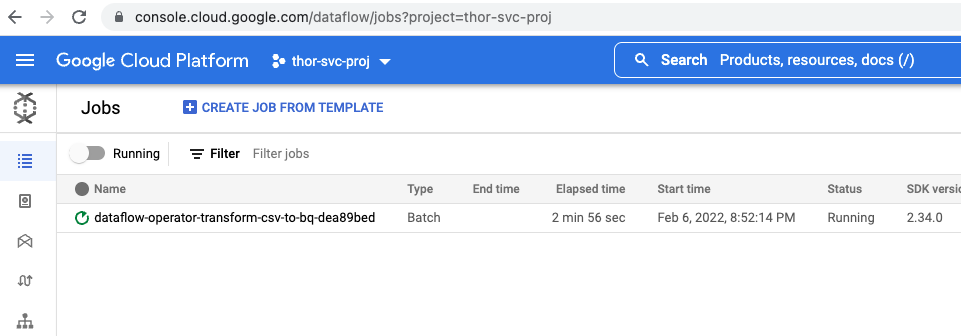 console.cloud.google.com/dataflow/jobs?project=thor-svc-proj
Google Cloud Platform thor-svc-proj Search Products, resources, docs (/)
Jobs CREATE JOB FROM TEMPLATE
Running Filter Filter jobs
Name Type End time Elapsed time Start time Status SDK versi
dataflow-operator-transform-csv-to-bq-dea89bed Batch 2 min 56 sec Feb 6, 2022, 8:52:14 PM Running 2.34.0